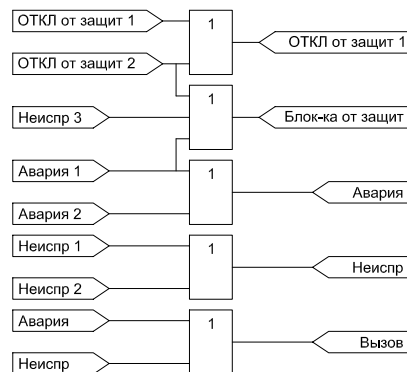 ОТКЛ от защит 1
1
ОТКЛ от защит 1
ОТКЛ от защит 2
1
Неиспр 3
Блок-ка от защит
Авария 1
1
Авария
Авария 2
Неиспр 1
1
Неиспр
Неиспр 2
Авария
1
Вызов
Неиспр